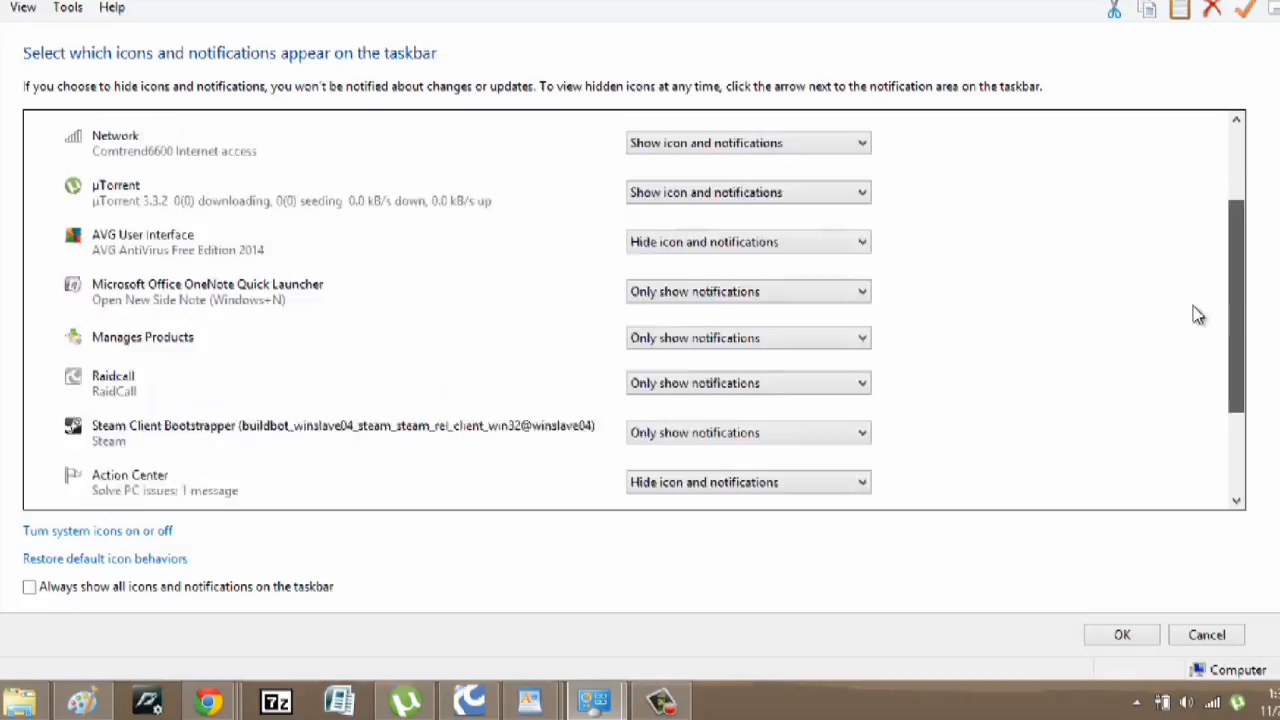 View Tools Help
Select which icons and notifications appear on the taskbar
If you choose to hide icons and notifications, you won't be notified about changes or updates. To view hidden icons at any time, click the arrow next to the notification area on the taskbar.
Network
Show icon and notifications
Comtrend6600 Internet access
µTorrent
Show icon and notifications
µTorrent 3.3.2 0(0) downloading, 0(0) seeding 0.0 kB/s down, 0.0 kB/s up
AVG User Interface
Hide icon and notifications
AVG AntiVirus Free Edition 2014
Microsoft Office OneNote Quick Launcher
Only show notifications
Open New Side Note (Windows+N)
Manages Products
Only show notifications
Raidcall
Only show notifications
RaidCall
Steam Client Bootstrapper (buildbot_winslave04_steam_steam_rel_client_win32@winslave04)
Only show notifications
Steam
Action Center
Hide icon and notifications
Solve PC issues: 1 message
Turn system icons on or off
Restore default icon behaviors
Always show all icons and notifications on the taskbar
OK Cancel
Computer
7z